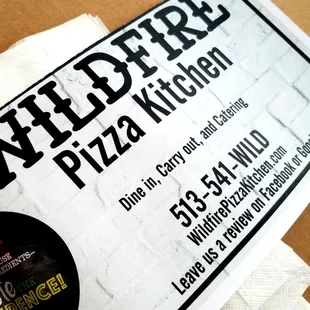 WILDFIRE
Pizza Kitchen
Dine in, Carry out, and Catering
513-541-WILD
WildfirePizzaKitchen.com
Leave us a review on Facebook or